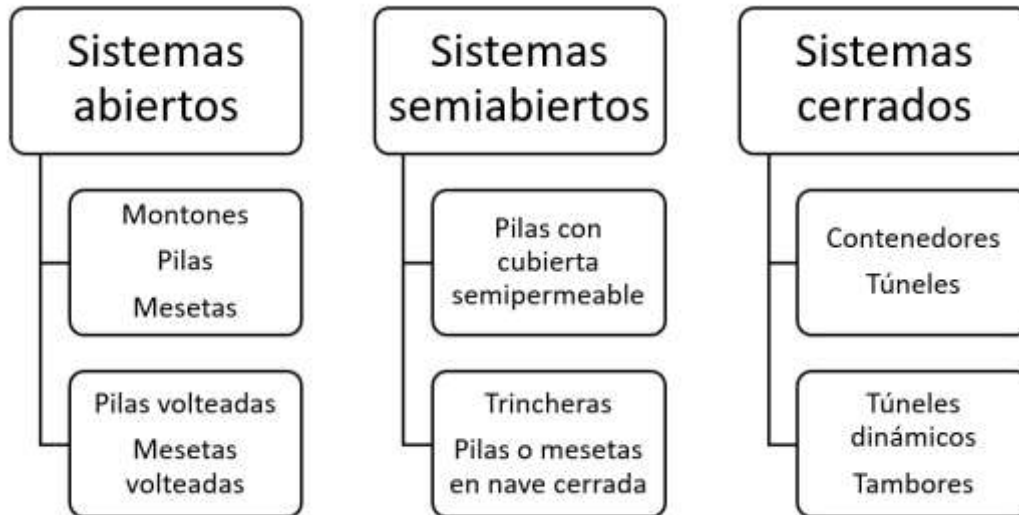 Sistemas
abiertos
Montones
Pilas
Mesetas
Pilas volteadas
Mesetas
volteadas
Sistemas
semiabiertos
Pilas con
cubierta
semipermeable
Trincheras
Pilas o mesetas
en nave cerrada
Sistemas
cerrados
Contenedores
Túneles
Túneles
dinámicos
Tambores